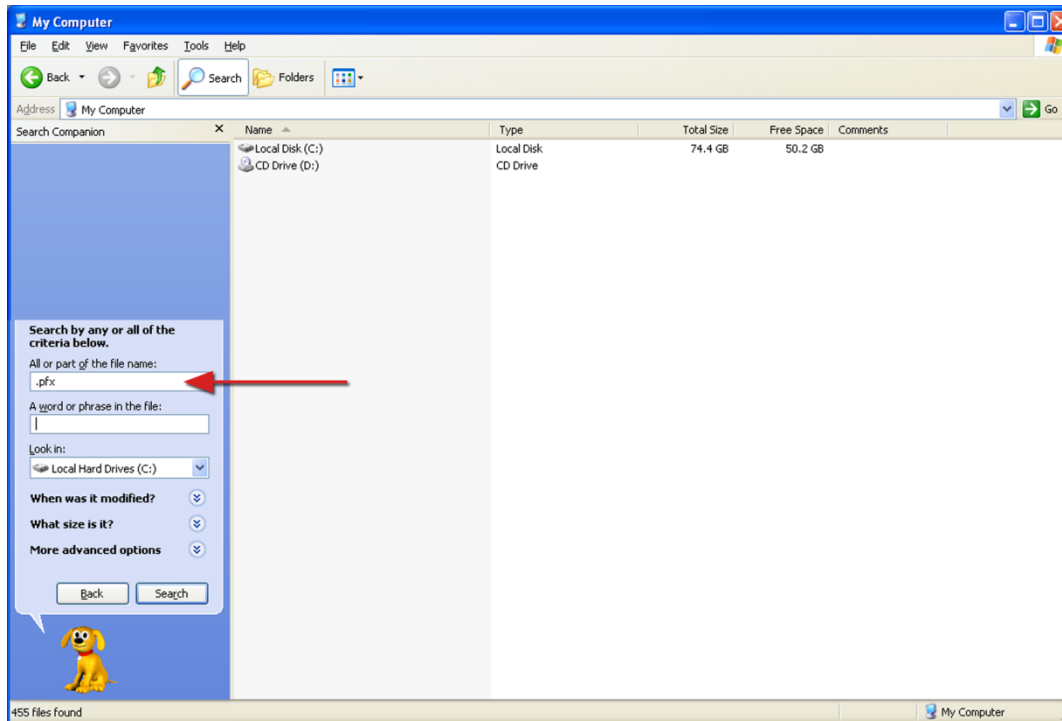 My Computer
File Edit View Favorites Tools Help
Back Search Folders
Address My Computer Go
Search Companion
Name Type Total Size Free Space Comments
Local Disk (C:) Local Disk 74.4 GB 50.2 GB
CD Drive (D:) CD Drive
Search by any or all of the
criteria below.
All or part of the file name:
.pfx
A word or phrase in the file:
Look in:
Local Hard Drives (C:)
When was it modified?
What size is it?
More advanced options
Back Search
455 files found My Computer